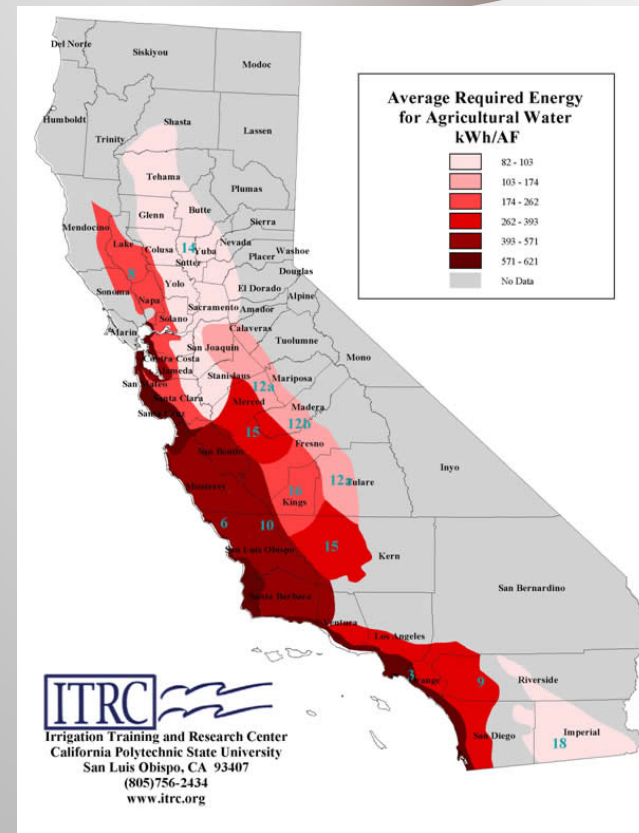 Del Norte
Siskiyou
Modoc
Humboldt
Trinity
Shasta
Lassen
Tehama
Plumas
Glenn
Butte
Sierra
Mendocino
Lake
Colusa
14
Yuba
Nevada
Placer
Washoe
Sutter
Douglas
8
Sonoma
Napa
Yolo
El Dorado
Alpine
Sacramento
Amador
Solano
Marin
Calaveras
Contra Costa
San Joaquin
Tuolumne
Alameda
Mono
San Mateo
Stanislaus
Mariposa
12a
Santa Clara
Merced
Madera
Santa Cruz
15
12b
Fresno
San Benito
Inyo
Monterey
16
12a
Tulare
Kings
6
10
15
San Luis Obispo
Kern
Santa Barbara
San Bernardino
Ventura
Los Angeles
3
Orange
9
Riverside
San Diego
Imperial
18
Average Required Energy
for Agricultural Water
kWh/AF
82 - 103
103 - 174
174 - 262
262 - 393
393 - 571
571 - 621
No Data
ITRC
Irrigation Training and Research Center
California Polytechnic State University
San Luis Obispo, CA 93407
(805)756-2434
www.itrc.org